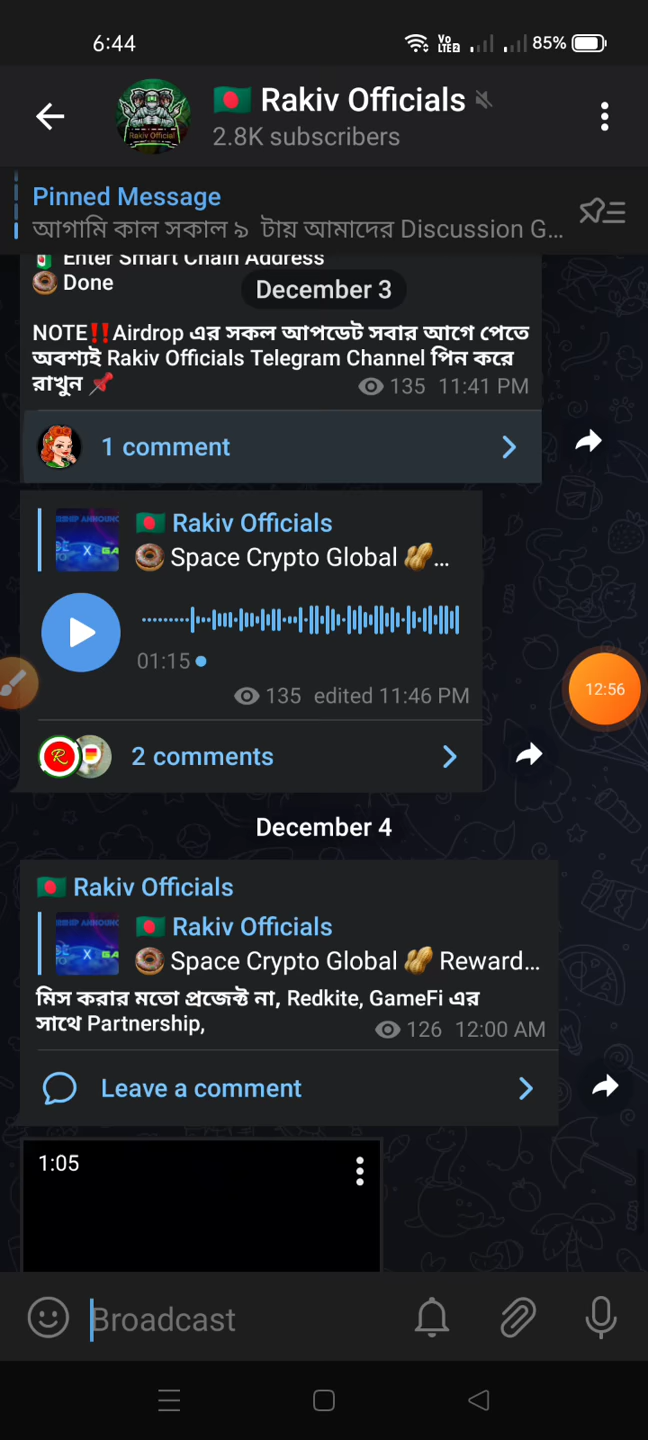 6:44
Vo LTE2
85%
🇧🇩 Rakiv Officials
2.8K subscribers
Pinned Message
আগামি কাল সকাল ৯ টায় আমাদের Discussion G...
Enter Smart Chain Address
🍩 Done
December 3
NOTE‼️Airdrop এর সকল আপডেট সবার আগে পেতে
অবশ্যই Rakiv Officials Telegram Channel পিন করে
রাখুন 📌
135 11:41 PM
1 comment
🇧🇩 Rakiv Officials
🍩 Space Crypto Global 🥜...
01:15
135 edited 11:46 PM
12:56
2 comments
December 4
🇧🇩 Rakiv Officials
🇧🇩 Rakiv Officials
🍩 Space Crypto Global 🥜 Reward...
মিস করার মতো প্রজেক্ট না, Redkite, GameFi এর
সাথে Partnership,
126 12:00 AM
Leave a comment
1:05
Broadcast